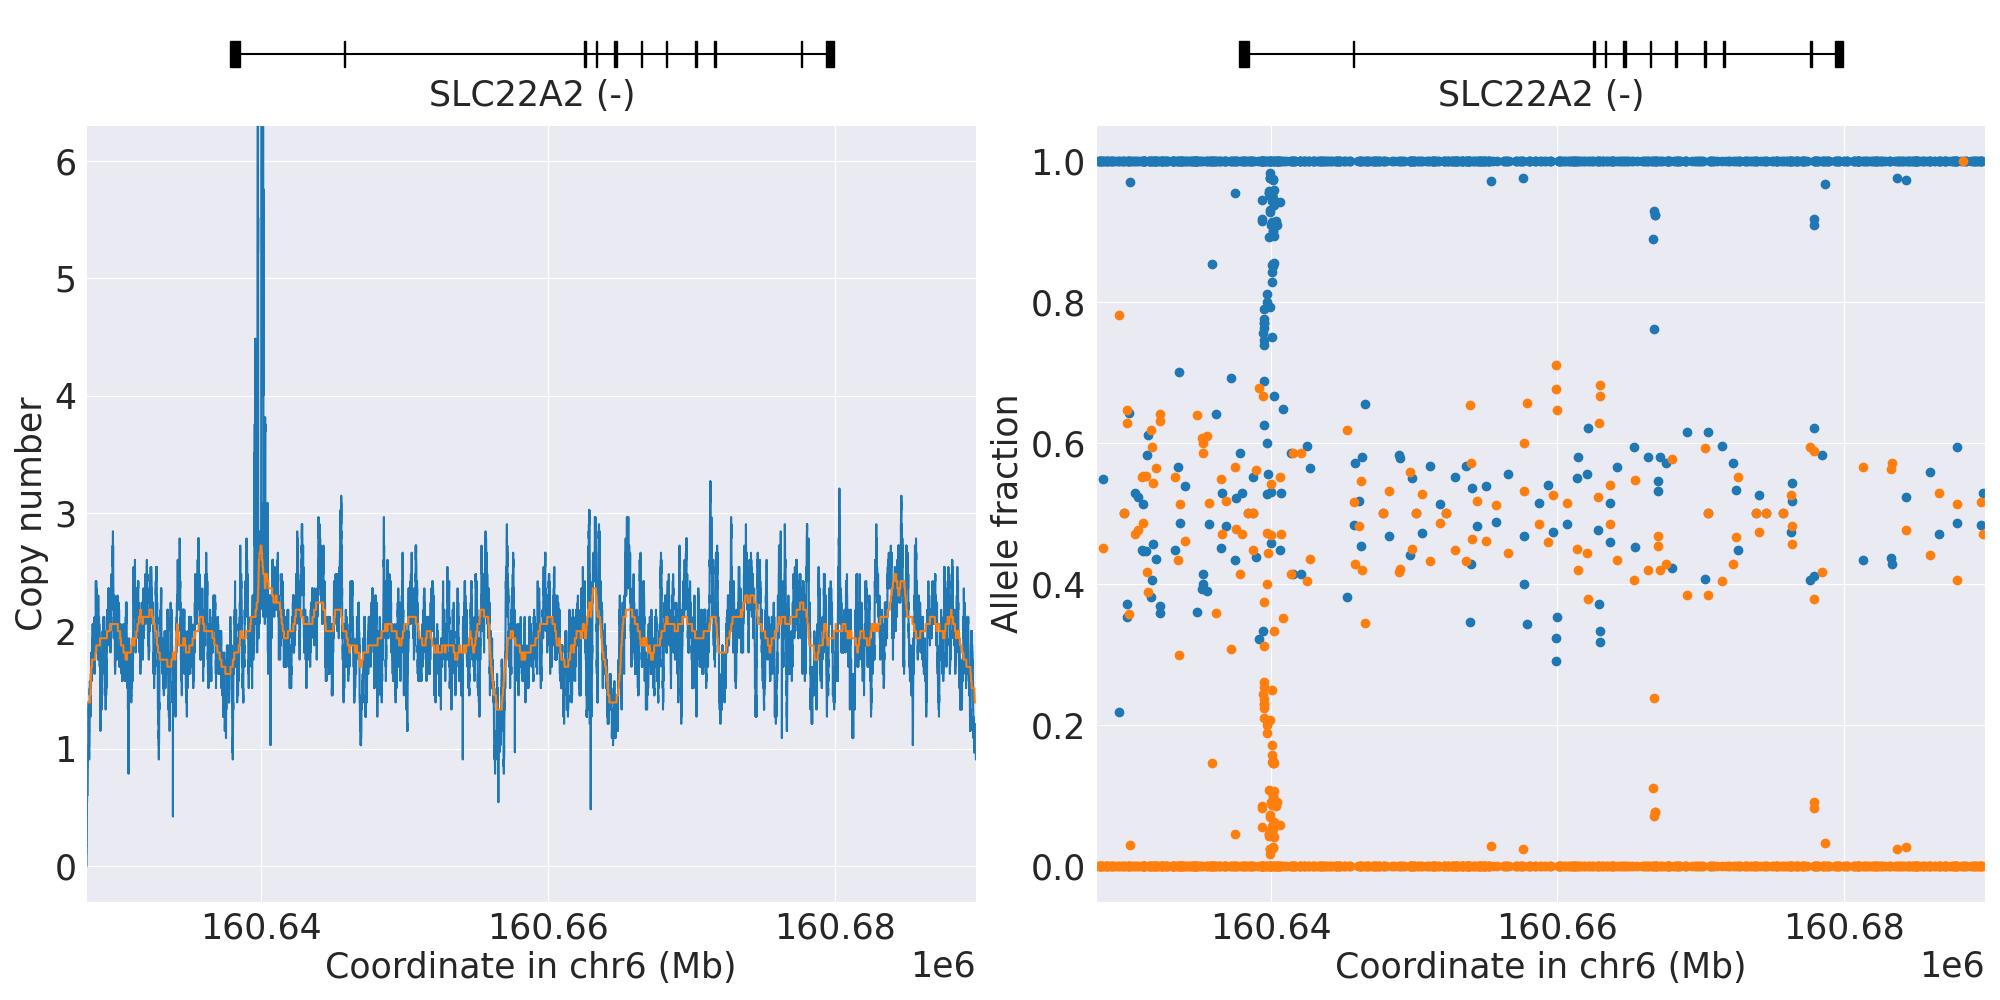 SLC22A2 (-)
Copy number
6
5
4
3
2
1
0
160.64 160.66 160.68
Coordinate in chr6 (Mb)
1e6
SLC22A2 (-)
Allele fraction
1.0
0.8
0.6
0.4
0.2
0.0
160.64 160.66 160.68
Coordinate in chr6 (Mb)
1e6